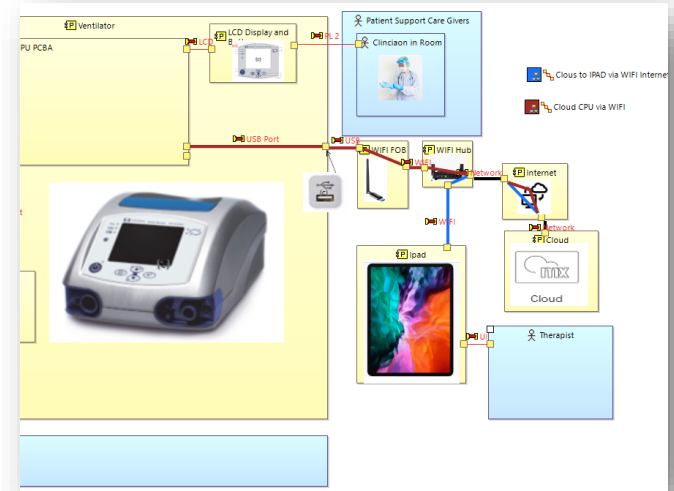 Ventilator
PU PCBA
LCD
LCD Display and
PL 2
Patient Support Care Givers
Clinciaon in Room
Clous to IPAD via WIFI Internet
Cloud CPU via WIFI
USB Port
USB
WIFI FOB
WIFI
WIFI Hub
Network
Internet
WIFI
Network
Cloud
cmx
Cloud
Ipad
UI
Therapist